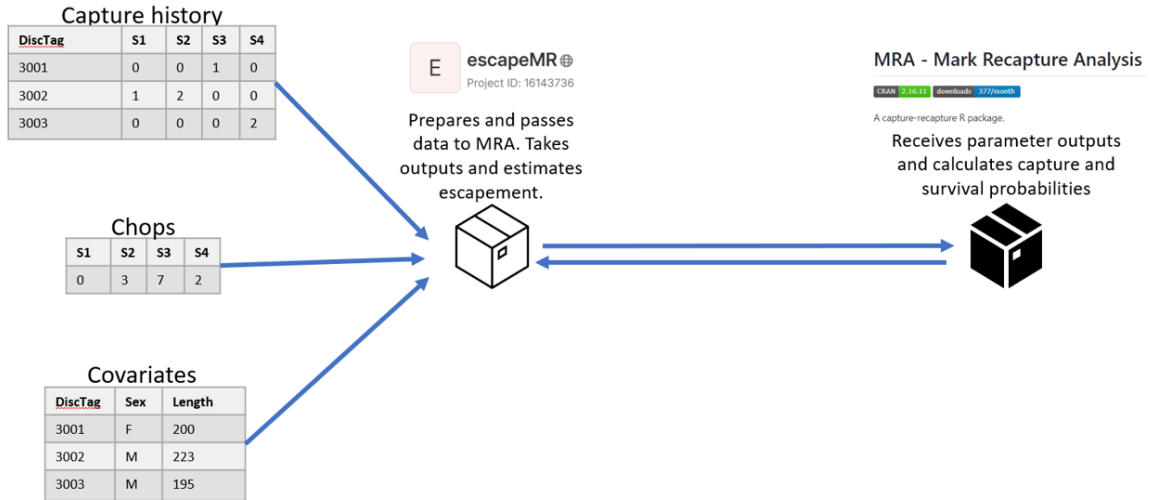 Capture history
DiscTag S1 S2 S3 S4
3001 0 0 1 0
3002 1 2 0 0
3003 0 0 0 2
Chops
S1 S2 S3 S4
0 3 7 2
Covariates
DiscTag Sex Length
3001 F 200
3002 M 223
3003 M 195
E
escapeMR
Project ID: 16143736
Prepares and passes
data to MRA. Takes
outputs and estimates
escapement.
MRA - Mark Recapture Analysis
CRAN 2.16.11 downloads 377/month
A capture-recapture R package.
Receives parameter outputs
and calculates capture and
survival probabilities